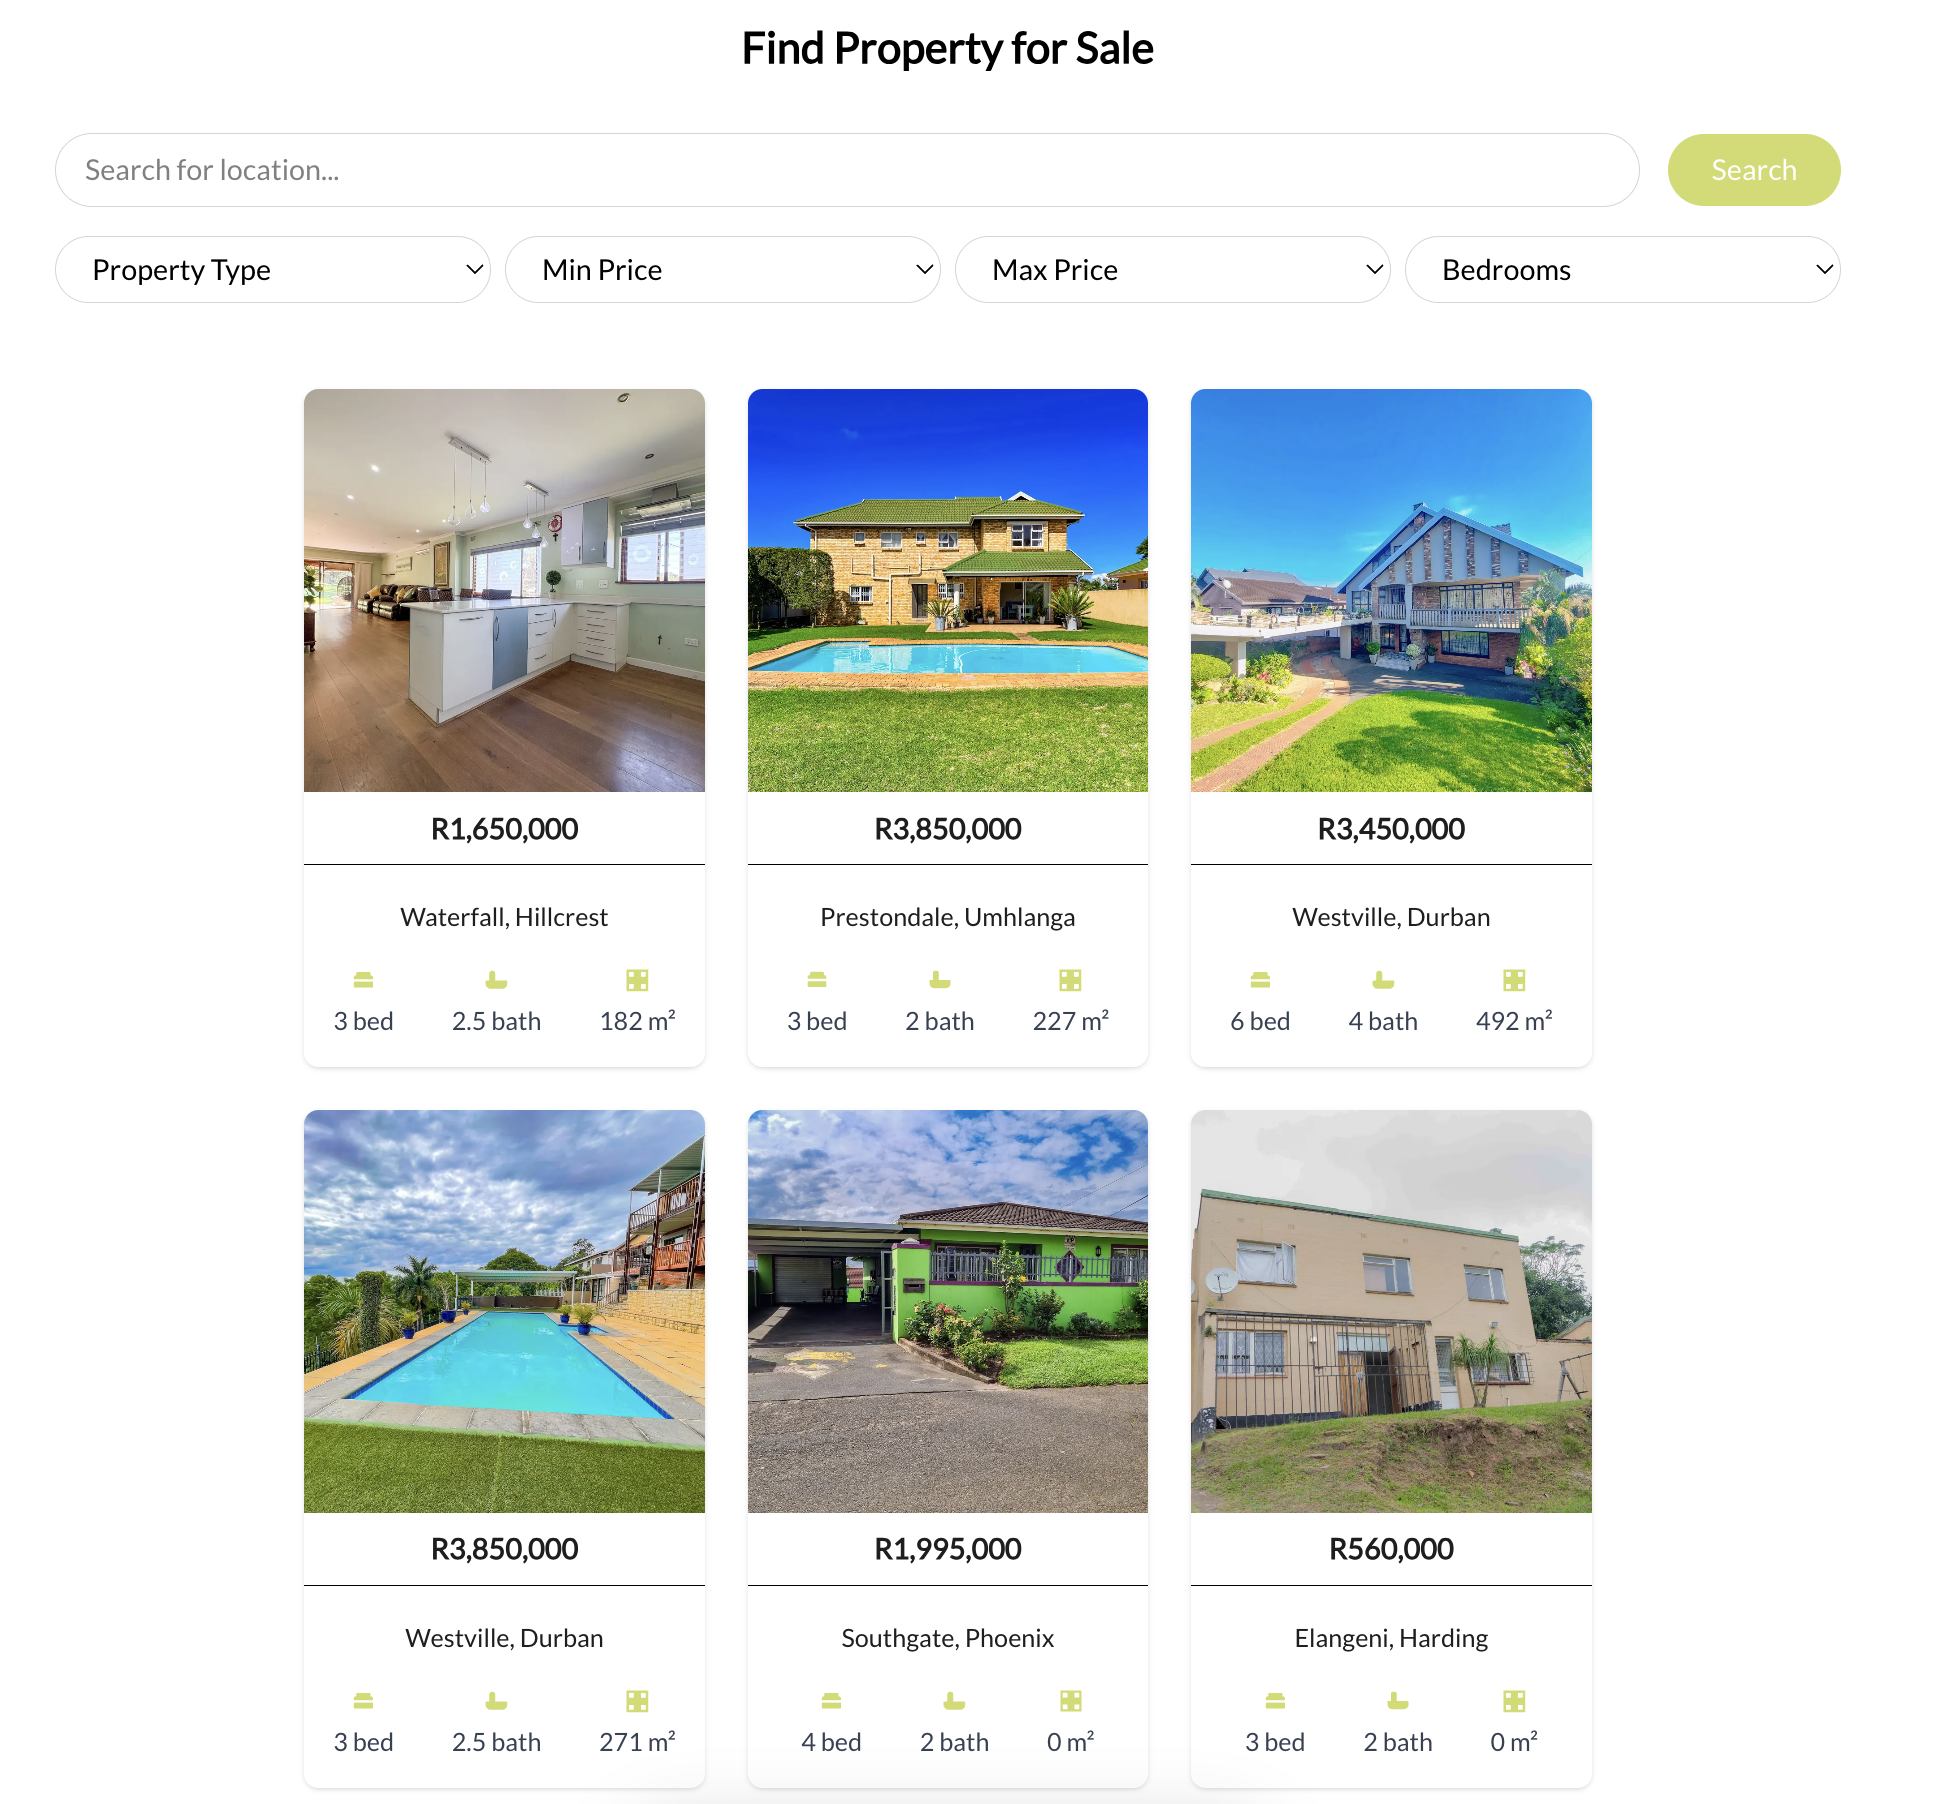 Find Property for Sale
Search for location...
Search
Property Type
Min Price
Max Price
Bedrooms
R1,650,000
Waterfall, Hillcrest
3 bed
2.5 bath
182 m²
R3,850,000
Prestondale, Umhlanga
3 bed
2 bath
227 m²
R3,450,000
Westville, Durban
6 bed
4 bath
492 m²
R3,850,000
Westville, Durban
3 bed
2.5 bath
271 m²
R1,995,000
Southgate, Phoenix
4 bed
2 bath
0 m²
R560,000
Elangeni, Harding
3 bed
2 bath
0 m²